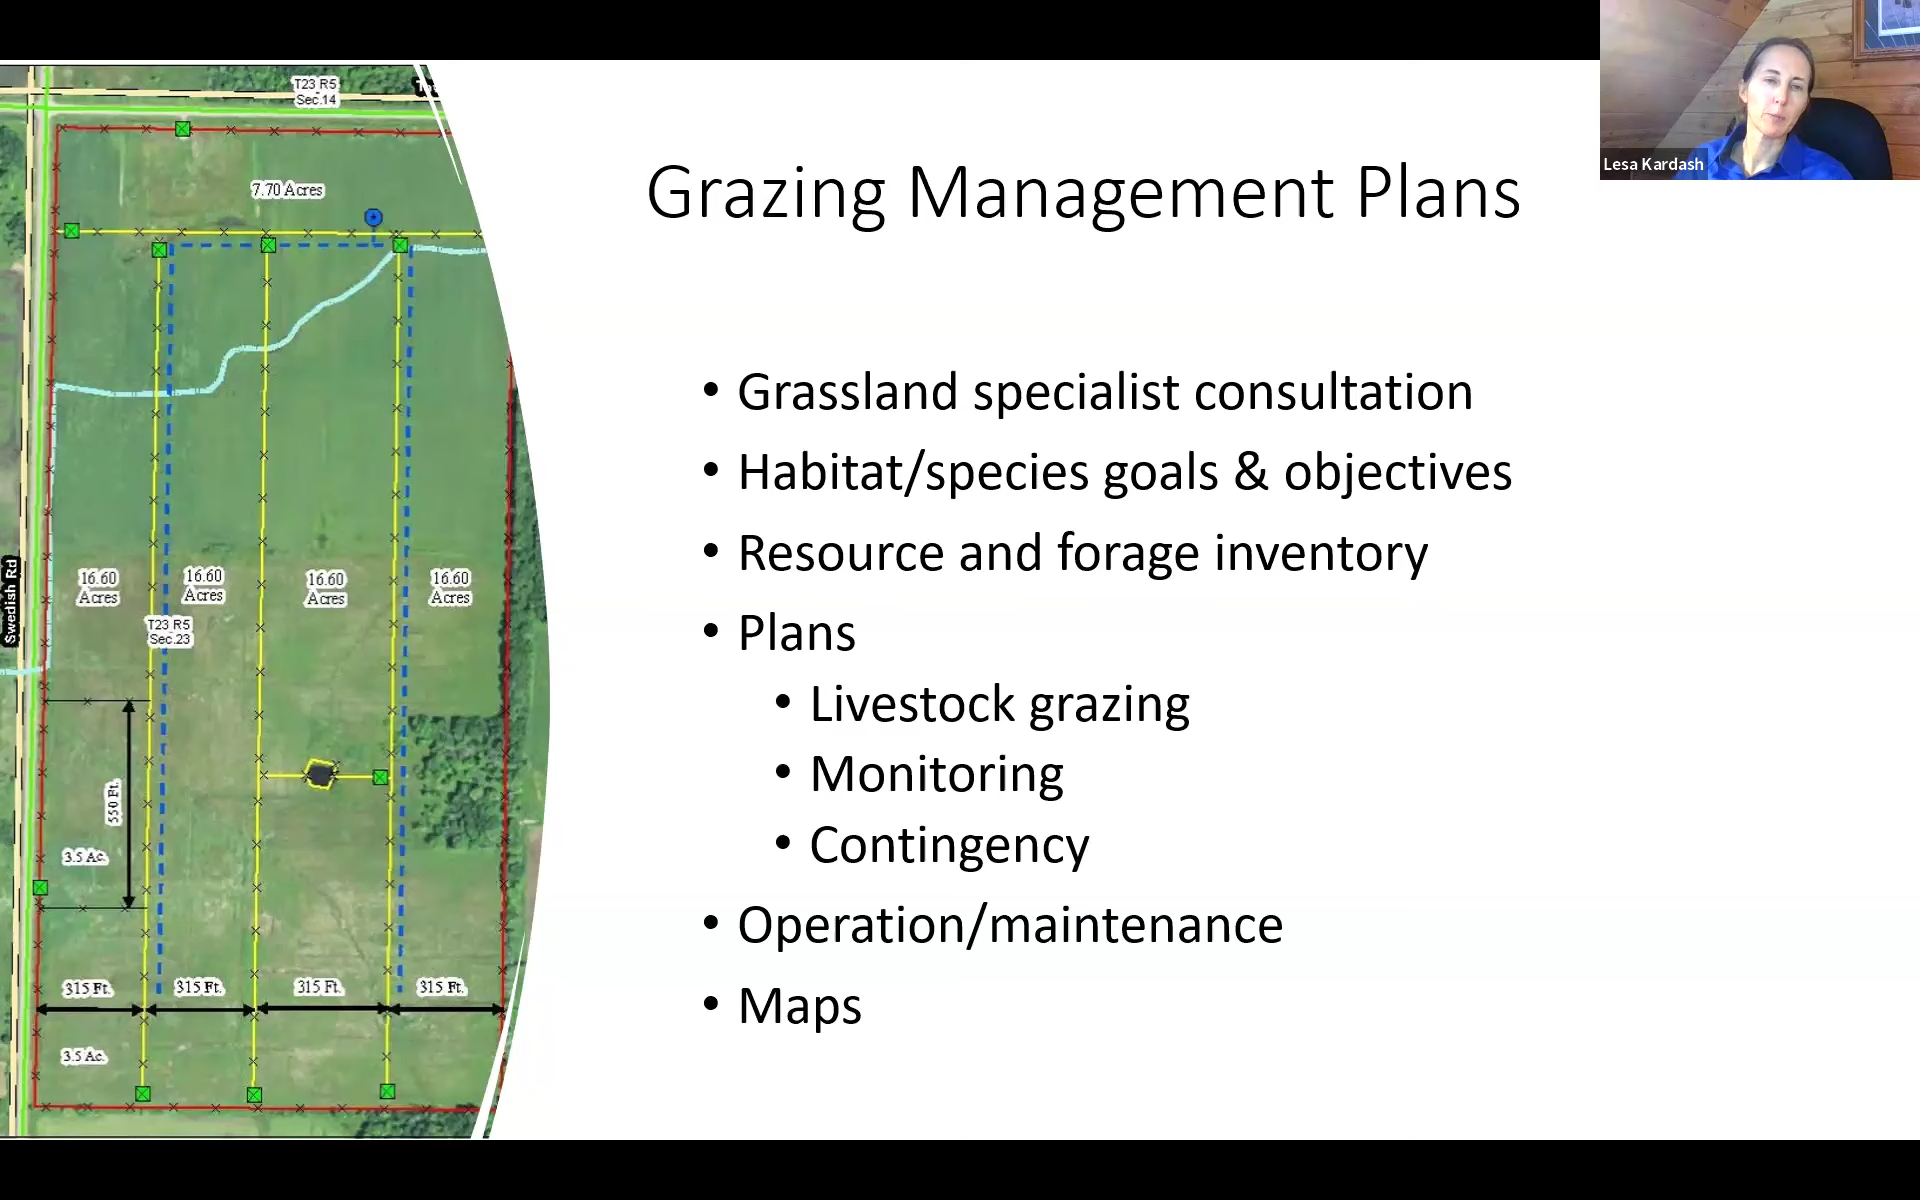 T23 R5
Sec.14
7.70 Acres
Swedish Rd
16.60
Acres
16.60
Acres
16.60
Acres
16.60
Acres
T23 R5
Sec.23
550 Ft.
3.5 Ac.
315 Ft.
315 Ft.
315 Ft.
315 Ft.
3.5 Ac.
Grazing Management Plans
• Grassland specialist consultation
• Habitat/species goals & objectives
• Resource and forage inventory
• Plans
• Livestock grazing
• Monitoring
• Contingency
• Operation/maintenance
• Maps
Lesa Kardash